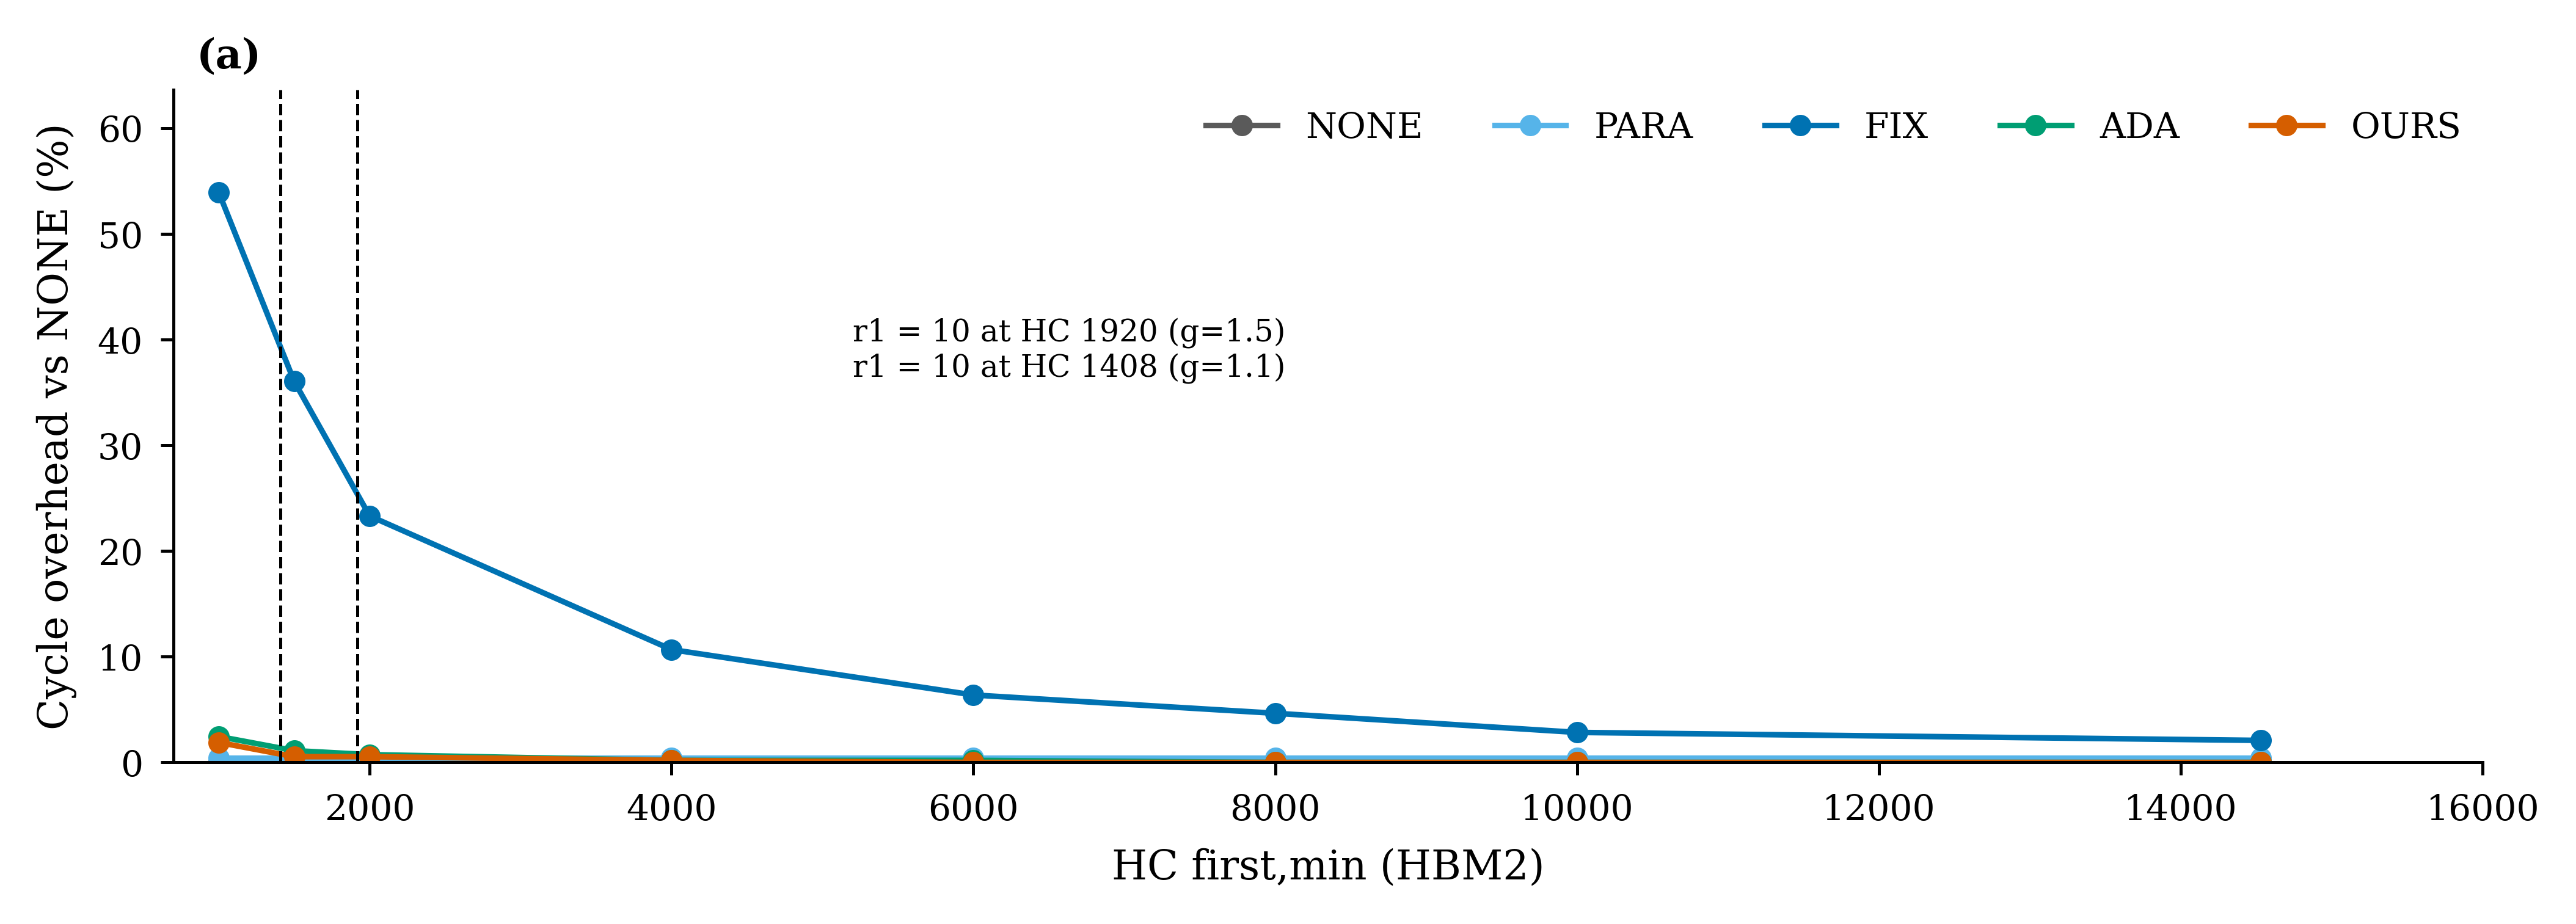 (a)
NONE PARA FIX ADA OURS
Cycle overhead vs NONE (%)
60
50
40
30
20
10
0
r1 = 10 at HC 1920 (g=1.5)
r1 = 10 at HC 1408 (g=1.1)
2000 4000 6000 8000 10000 12000 14000 16000
HC first,min (HBM2)